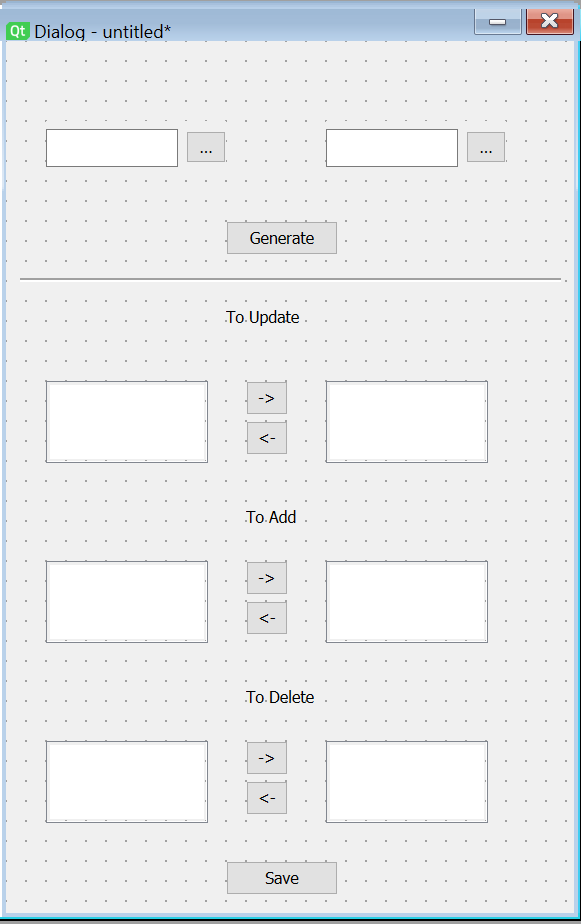 Qt Dialog - untitled*
... ...
Generate
To Update
->
<-
To Add
->
<-
To Delete
->
<-
Save